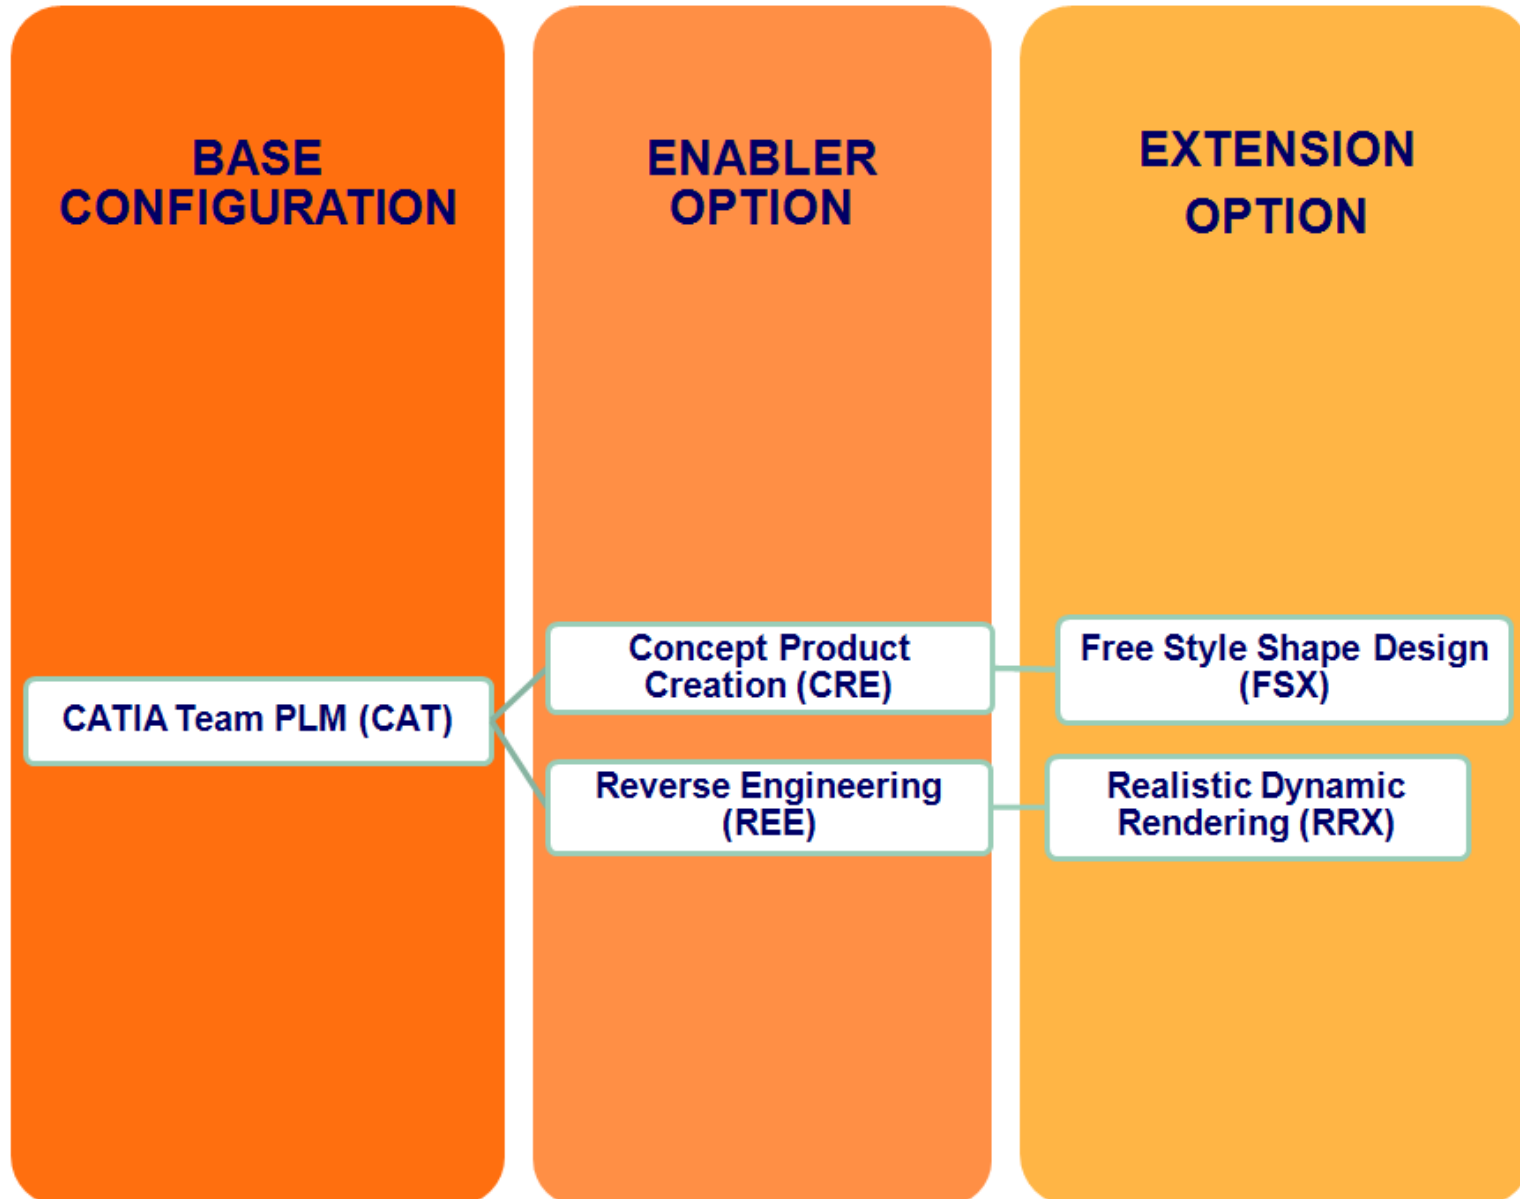 BASE
CONFIGURATION
ENABLER
OPTION
EXTENSION
OPTION
CATIA Team PLM (CAT)
Concept Product
Creation (CRE)
Free Style Shape Design
(FSX)
Reverse Engineering
(REE)
Realistic Dynamic
Rendering (RRX)